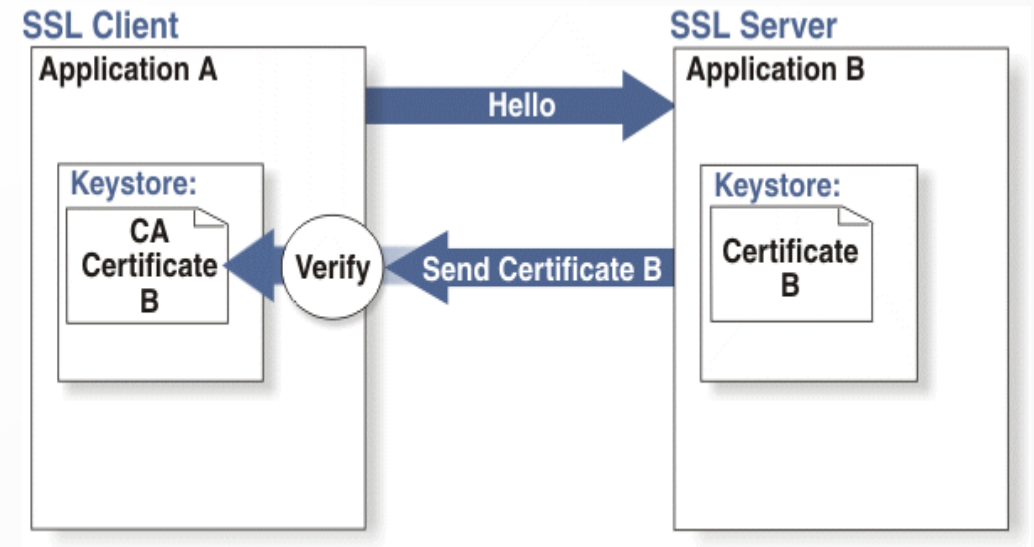 SSL Client
SSL Server
Application A
Application B
Hello
Keystore:
Keystore:
CA
Certificate
B
Verify
Send Certificate B
Certificate
B